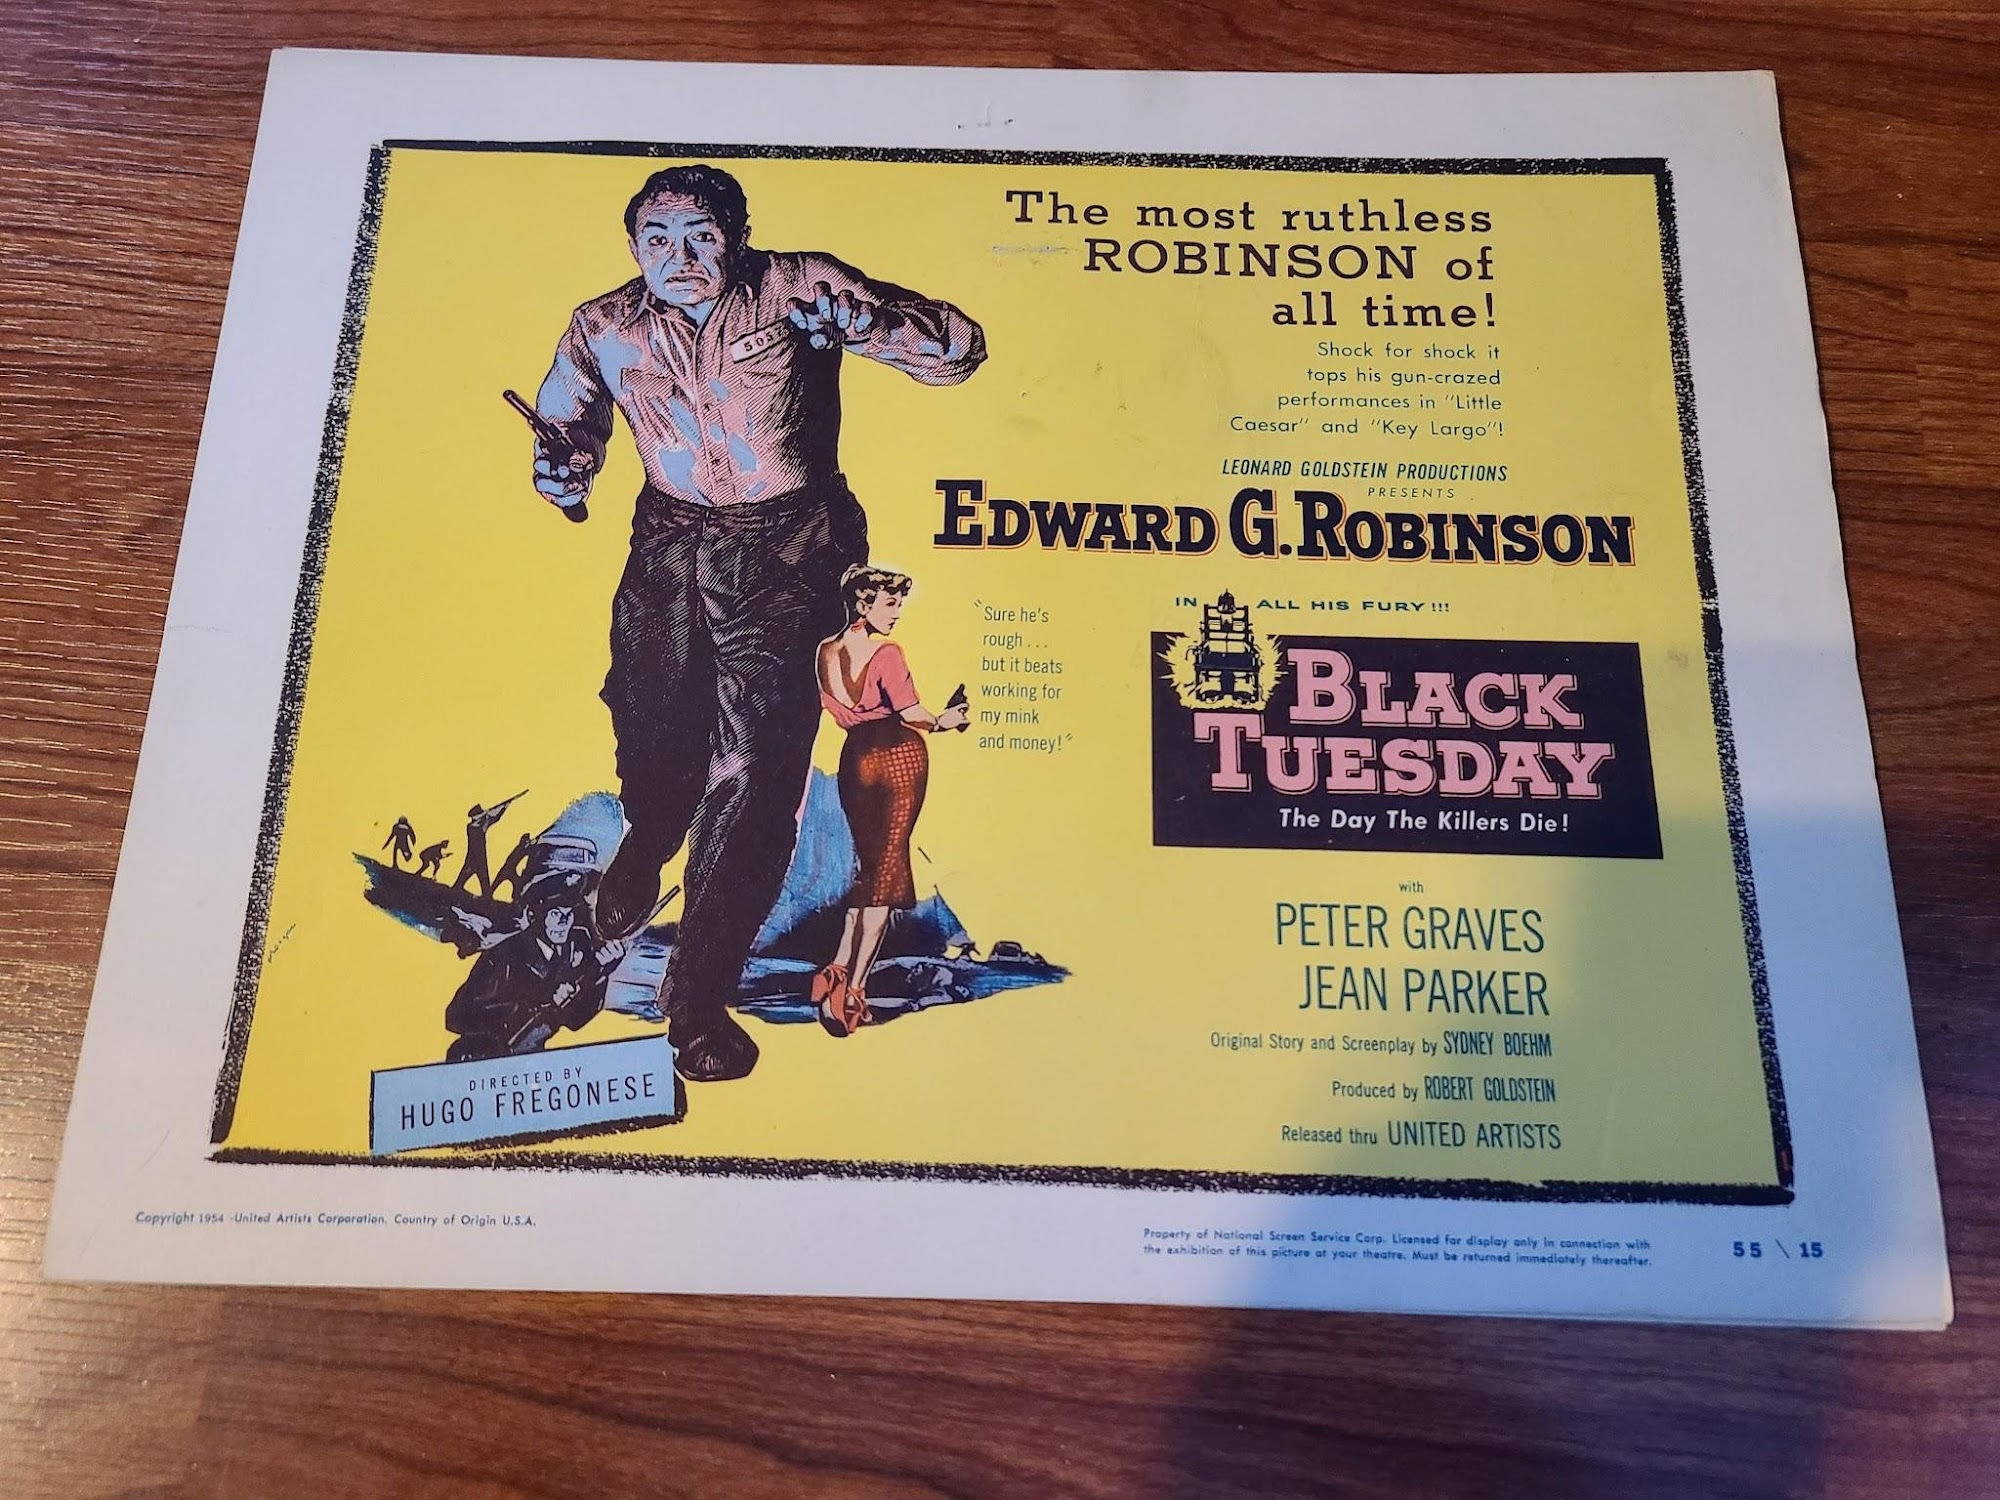 The most ruthless
ROBINSON of
all time!
Shock for shock it
tops his gun-crazed
performances in "Little
Caesar" and "Key Largo"!
LEONARD GOLDSTEIN PRODUCTIONS
PRESENTS
EDWARD G. ROBINSON
IN ALL HIS FURY!!!
BLACK
TUESDAY
The Day The Killers Die!
"Sure he's
rough...
but it beats
working for
my mink
and money!"
with
PETER GRAVES
JEAN PARKER
Original Story and Screenplay by SYDNEY BOEHM
Produced by ROBERT GOLDSTEIN
Released thru UNITED ARTISTS
DIRECTED BY
HUGO FREGONESE
Copyright 1954 -United Artists Corporation. Country of Origin U.S.A.
Property of National Screen Service Corp. Licensed for display only in connection with
the exhibition of this picture at your theatre. Must be returned immediately thereafter.
55 \ 15